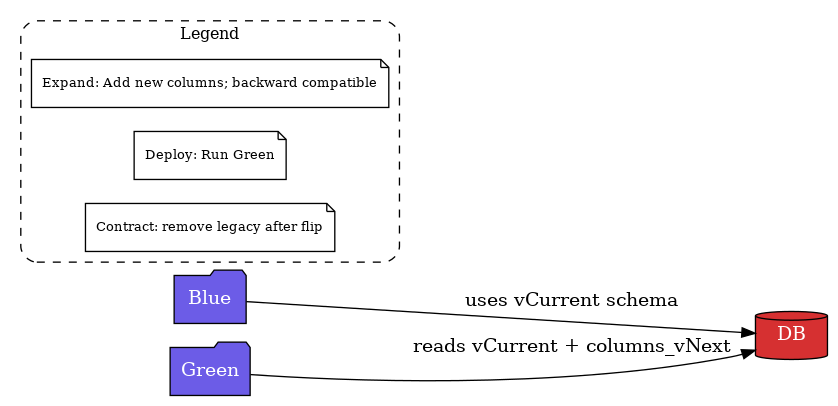 Legend
Expand: Add new columns; backward compatible
Deploy: Run Green
Contract: remove legacy after flip
Blue
uses vCurrent schema
DB
reads vCurrent + columns_vNext
Green